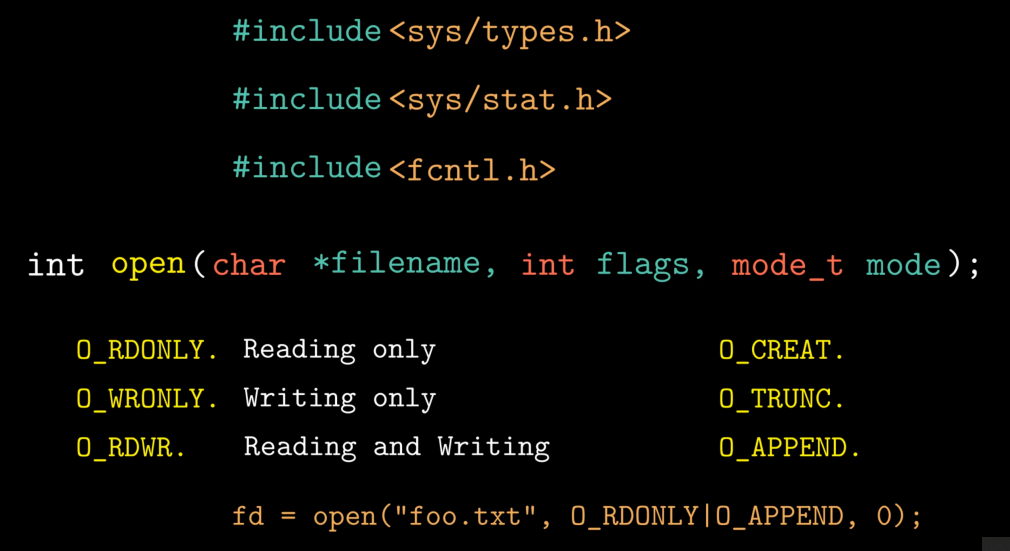 #include <sys/types.h>
#include <sys/stat.h>
#include <fcntl.h>
int open(char *filename, int flags, mode_t mode);
O_RDONLY. Reading only O_CREAT.
O_WRONLY. Writing only O_TRUNC.
O_RDWR. Reading and Writing O_APPEND.
fd = open("foo.txt", O_RDONLY|O_APPEND, 0);